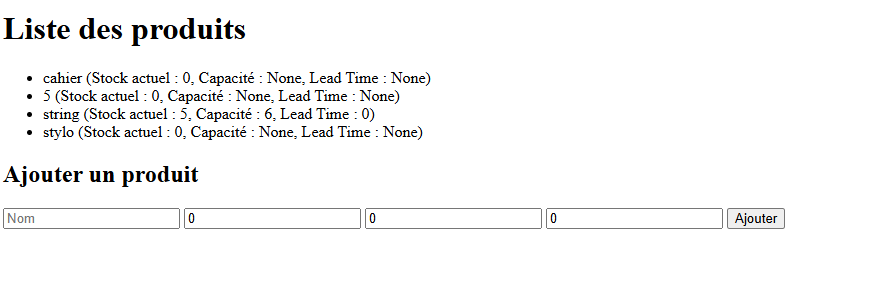 Liste des produits
cahier (Stock actuel : 0, Capacité : None, Lead Time : None)
5 (Stock actuel : 0, Capacité : None, Lead Time : None)
string (Stock actuel : 5, Capacité : 6, Lead Time : 0)
stylo (Stock actuel : 0, Capacité : None, Lead Time : None)
Ajouter un produit
Nom 0 0 0 Ajouter